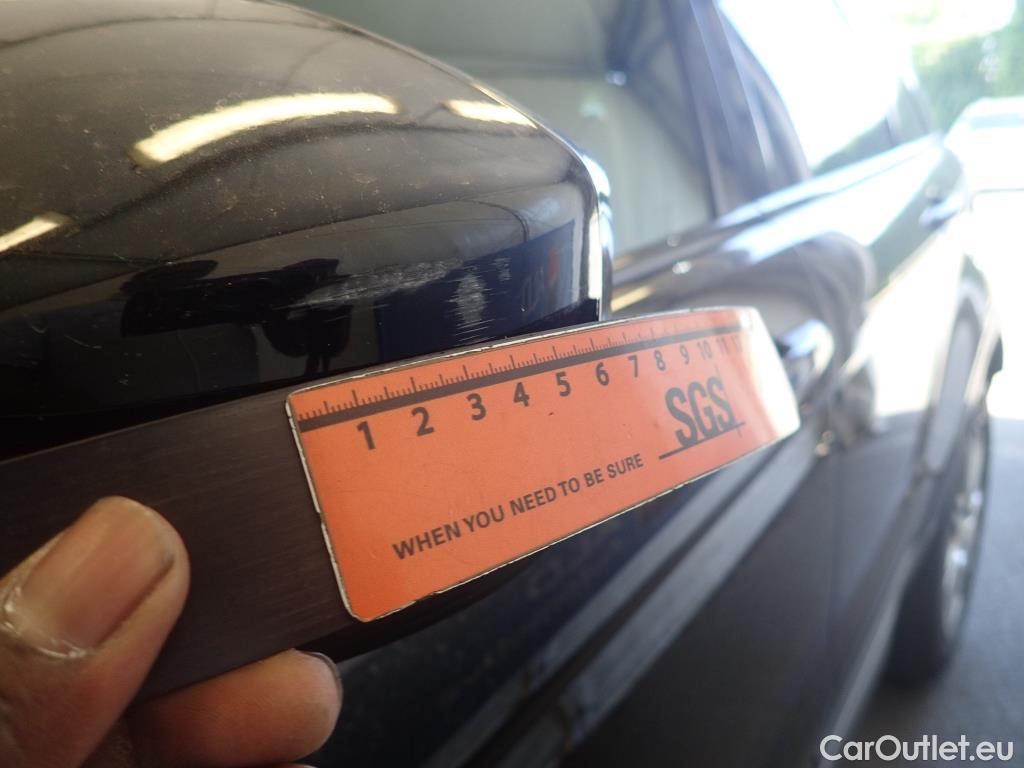 1 2 3 4 5 6 7 8 9 10 11
SGS
WHEN YOU NEED TO BE SURE
CarOutlet.eu